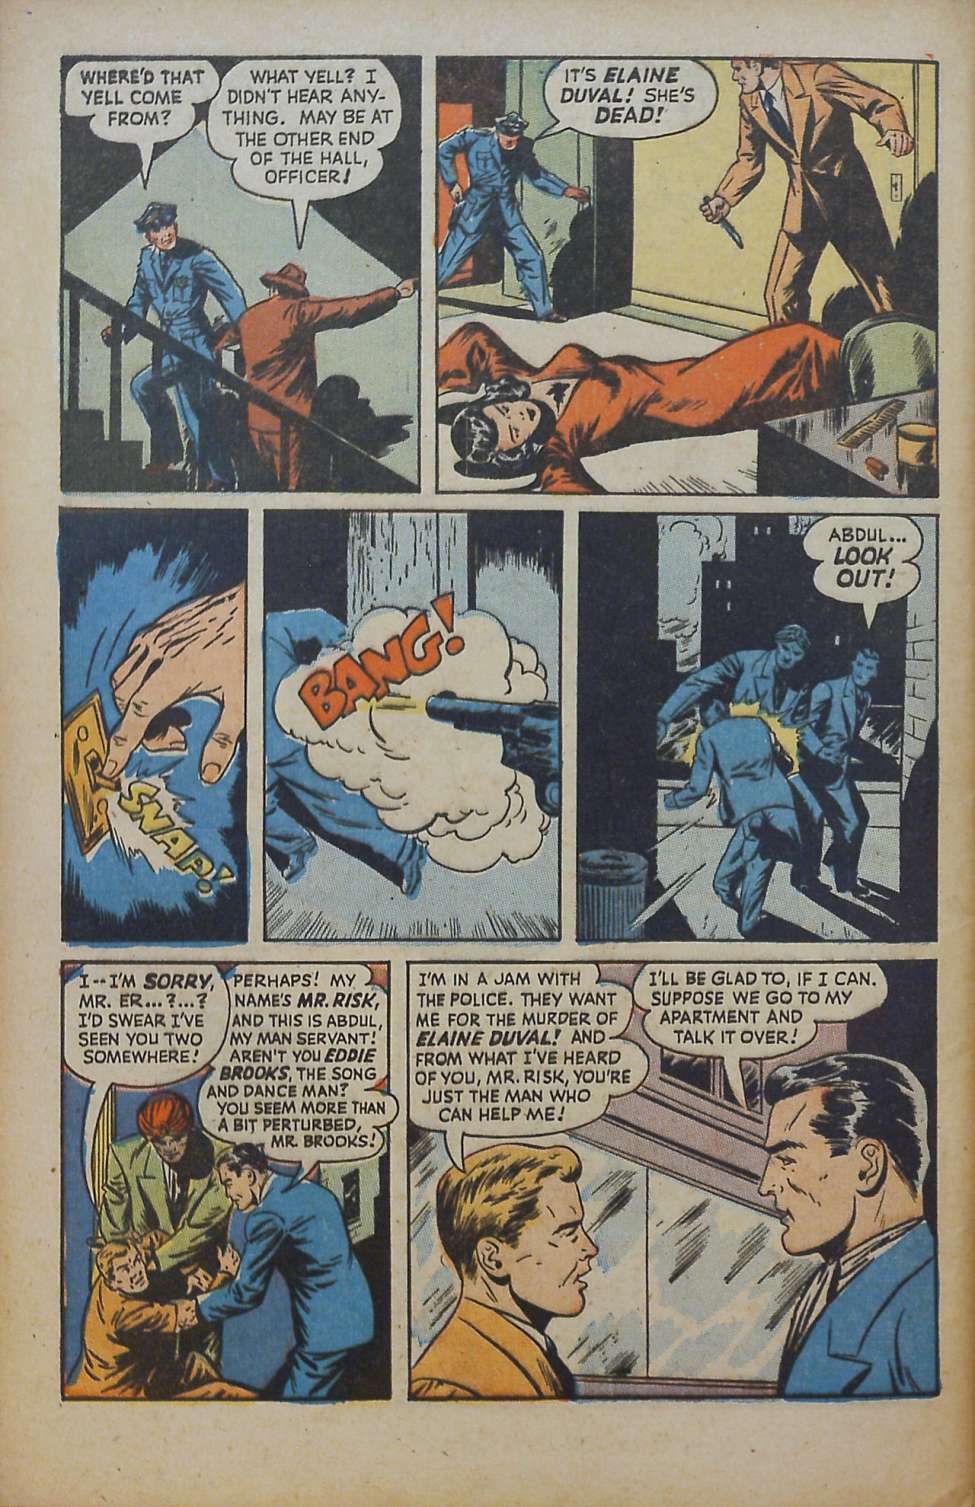 WHERE'D THAT
YELL COME
FROM?
WHAT YELL? I
DIDN'T HEAR ANY-
THING. MAY BE AT
THE OTHER END
OF THE HALL,
OFFICER!
IT'S ELAINE
DUVAL! SHE'S
DEAD!
SNAP!
BANG!
ABDUL...
LOOK
OUT!
I--I'M SORRY,
MR. ER...?...?
I'D SWEAR I'VE
SEEN YOU TWO
SOMEWHERE!
PERHAPS! MY
NAME'S MR. RISK,
AND THIS IS ABDUL,
MY MAN SERVANT!
AREN'T YOU EDDIE
BROOKS, THE SONG
AND DANCE MAN?
YOU SEEM MORE THAN
A BIT PERTURBED,
MR. BROOKS!
I'M IN A JAM WITH
THE POLICE. THEY WANT
ME FOR THE MURDER OF
ELAINE DUVAL! AND
FROM WHAT I'VE HEARD
OF YOU, MR. RISK, YOU'RE
JUST THE MAN WHO
CAN HELP ME!
I'LL BE GLAD TO, IF I CAN.
SUPPOSE WE GO TO MY
APARTMENT AND
TALK IT OVER!